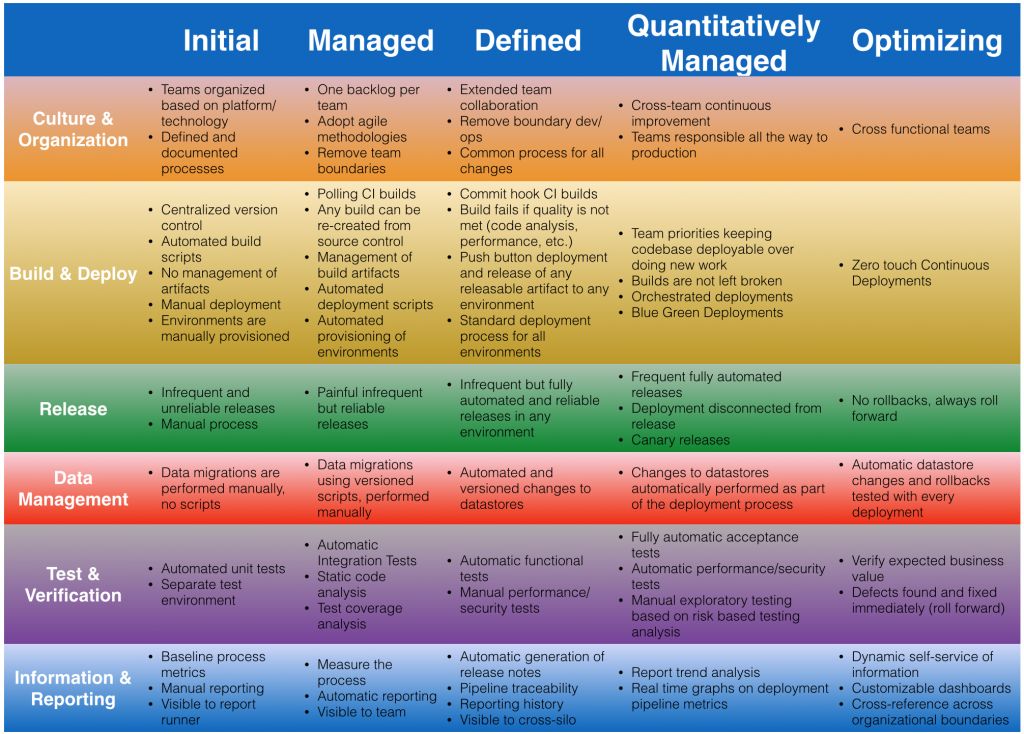 Initial
Managed
Defined
Quantitatively
Managed
Optimizing
Culture &
Organization
• Teams organized
based on platform/
technology
• Defined and
documented
processes
• One backlog per
team
• Adopt agile
methodologies
• Remove team
boundaries
• Extended team
collaboration
• Remove boundary dev/
ops
• Common process for all
changes
• Cross-team continuous
improvement
• Teams responsible all the way to
production
• Cross functional teams
Build & Deploy
• Centralized version
control
• Automated build
scripts
• No management of
artifacts
• Manual deployment
• Environments are
manually provisioned
• Polling CI builds
• Any build can be
re-created from
source control
• Management of
build artifacts
• Automated
deployment scripts
• Automated
provisioning of
environments
• Commit hook CI builds
• Build fails if quality is not
met (code analysis,
performance, etc.)
• Push button deployment
and release of any
releasable artifact to any
environment
• Standard deployment
process for all
environments
• Team priorities keeping
codebase deployable over
doing new work
• Builds are not left broken
• Orchestrated deployments
• Blue Green Deployments
• Zero touch Continuous
Deployments
Release
• Infrequent and
unreliable releases
• Manual process
• Painful infrequent
but reliable
releases
• Infrequent but fully
automated and reliable
releases in any
environment
• Frequent fully automated
releases
• Deployment disconnected from
release
• Canary releases
• No rollbacks, always roll
forward
Data
Management
• Data migrations are
performed manually,
no scripts
• Data migrations
using versioned
scripts, performed
manually
• Automated and
versioned changes to
datastores
• Changes to datastores
automatically performed as part
of the deployment process
• Automatic datastore
changes and rollbacks
tested with every
deployment
Test &
Verification
• Automated unit tests
• Separate test
environment
• Automatic
Integration Tests
• Static code
analysis
• Test coverage
analysis
• Automatic functional
tests
• Manual performance/
security tests
• Fully automatic acceptance
tests
• Automatic performance/security
tests
• Manual exploratory testing
based on risk based testing
analysis
• Verify expected business
value
• Defects found and fixed
immediately (roll forward)
Information &
Reporting
• Baseline process
metrics
• Manual reporting
• Visible to report
runner
• Measure the
process
• Automatic reporting
• Visible to team
• Automatic generation of
release notes
• Pipeline traceability
• Reporting history
• Visible to cross-silo
• Report trend analysis
• Real time graphs on deployment
pipeline metrics
• Dynamic self-service of
information
• Customizable dashboards
• Cross-reference across
organizational boundaries